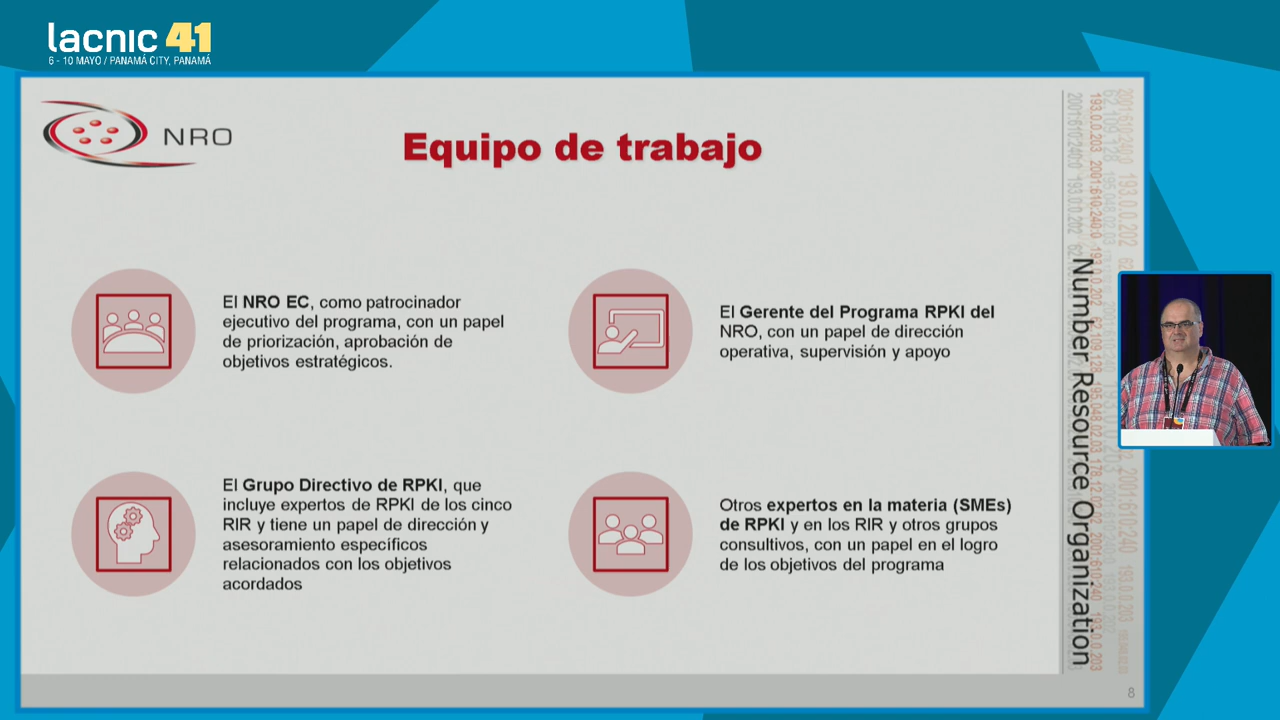 lacnic 41
6 - 10 MAYO / PANAMÁ CITY, PANAMÁ
NRO
Equipo de trabajo
El NRO EC, como patrocinador
ejecutivo del programa, con un papel
de priorización, aprobación de
objetivos estratégicos.
El Gerente del Programa RPKI del
NRO, con un papel de dirección
operativa, supervisión y apoyo
El Grupo Directivo de RPKI, que
incluye expertos de RPKI de los cinco
RIR y tiene un papel de dirección y
asesoramiento específicos
relacionados con los objetivos
acordados
Otros expertos en la materia (SMEs)
de RPKI y en los RIR y otros grupos
consultivos, con un papel en el logro
de los objetivos del programa
Number Resource Organization
8